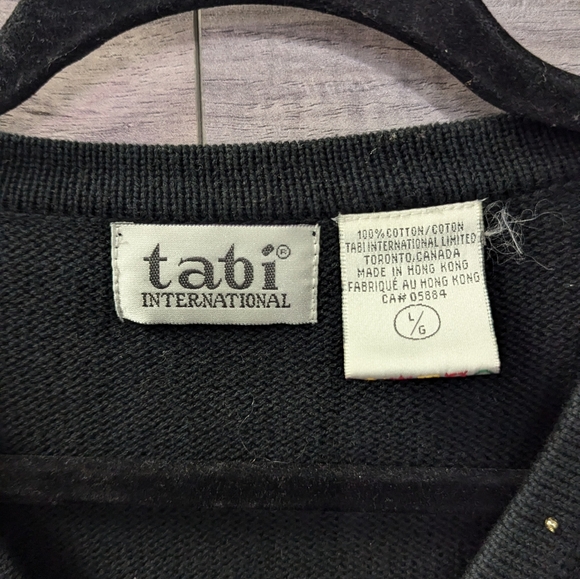 tabi®
INTERNATIONAL
100% COTTON/COTON
TABI INTERNATIONAL LIMITED
TORONTO, CANADA
MADE IN HONG KONG
FABRIQUÉ AU HONG KONG
CA# 05884
L/G